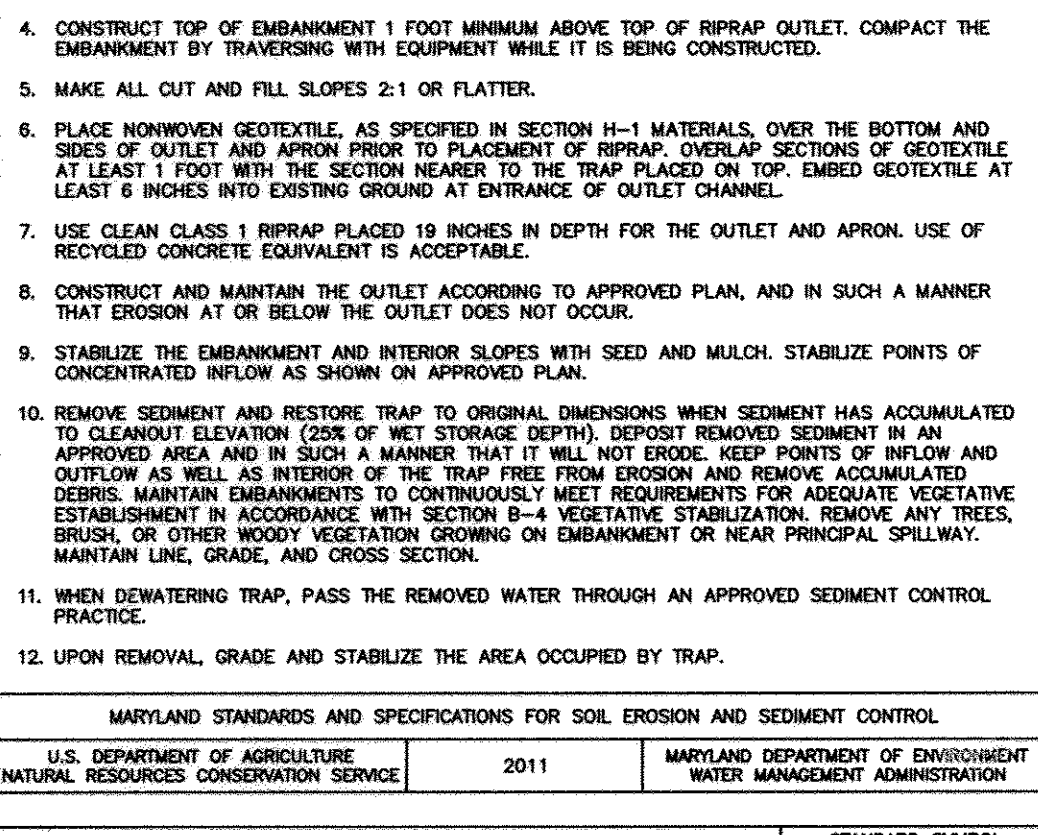 4. CONSTRUCT TOP OF EMBANKMENT 1 FOOT MINIMUM ABOVE TOP OF RIPRAP OUTLET. COMPACT THE
EMBANKMENT BY TRAVERSING WITH EQUIPMENT WHILE IT IS BEING CONSTRUCTED.
5. MAKE ALL CUT AND FILL SLOPES 2:1 OR FLATTER.
6. PLACE NONWOVEN GEOTEXTILE, AS SPECIFIED IN SECTION H-1 MATERIALS, OVER THE BOTTOM AND
SIDES OF OUTLET AND APRON PRIOR TO PLACEMENT OF RIPRAP. OVERLAP SECTIONS OF GEOTEXTILE
AT LEAST 1 FOOT WITH THE SECTION NEARER TO THE TRAP PLACED ON TOP. EMBED GEOTEXTILE AT
LEAST 6 INCHES INTO EXISTING GROUND AT ENTRANCE OF OUTLET CHANNEL.
7. USE CLEAN CLASS 1 RIPRAP PLACED 19 INCHES IN DEPTH FOR THE OUTLET AND APRON. USE OF
RECYCLED CONCRETE EQUIVALENT IS ACCEPTABLE.
8. CONSTRUCT AND MAINTAIN THE OUTLET ACCORDING TO APPROVED PLAN, AND IN SUCH A MANNER
THAT EROSION AT OR BELOW THE OUTLET DOES NOT OCCUR.
9. STABILIZE THE EMBANKMENT AND INTERIOR SLOPES WITH SEED AND MULCH. STABILIZE POINTS OF
CONCENTRATED INFLOW AS SHOWN ON APPROVED PLAN.
10. REMOVE SEDIMENT AND RESTORE TRAP TO ORIGINAL DIMENSIONS WHEN SEDIMENT HAS ACCUMULATED
TO CLEANOUT ELEVATION (25% OF WET STORAGE DEPTH). DEPOSIT REMOVED SEDIMENT IN AN
APPROVED AREA AND IN SUCH A MANNER THAT IT WILL NOT ERODE. KEEP POINTS OF INFLOW AND
OUTFLOW AS WELL AS INTERIOR OF THE TRAP FREE FROM EROSION AND REMOVE ACCUMULATED
DEBRIS. MAINTAIN EMBANKMENTS TO CONTINUOUSLY MEET REQUIREMENTS FOR ADEQUATE VEGETATIVE
ESTABLISHMENT IN ACCORDANCE WITH SECTION B-4 VEGETATIVE STABILIZATION. REMOVE ANY TREES,
BRUSH, OR OTHER WOODY VEGETATION GROWING ON EMBANKMENT OR NEAR PRINCIPAL SPILLWAY.
MAINTAIN LINE, GRADE, AND CROSS SECTION.
11. WHEN DEWATERING TRAP, PASS THE REMOVED WATER THROUGH AN APPROVED SEDIMENT CONTROL
PRACTICE.
12. UPON REMOVAL, GRADE AND STABILIZE THE AREA OCCUPIED BY TRAP.
MARYLAND STANDARDS AND SPECIFICATIONS FOR SOIL EROSION AND SEDIMENT CONTROL
U.S. DEPARTMENT OF AGRICULTURE
NATURAL RESOURCES CONSERVATION SERVICE
2011
MARYLAND DEPARTMENT OF ENVIRONMENT
WATER MANAGEMENT ADMINISTRATION